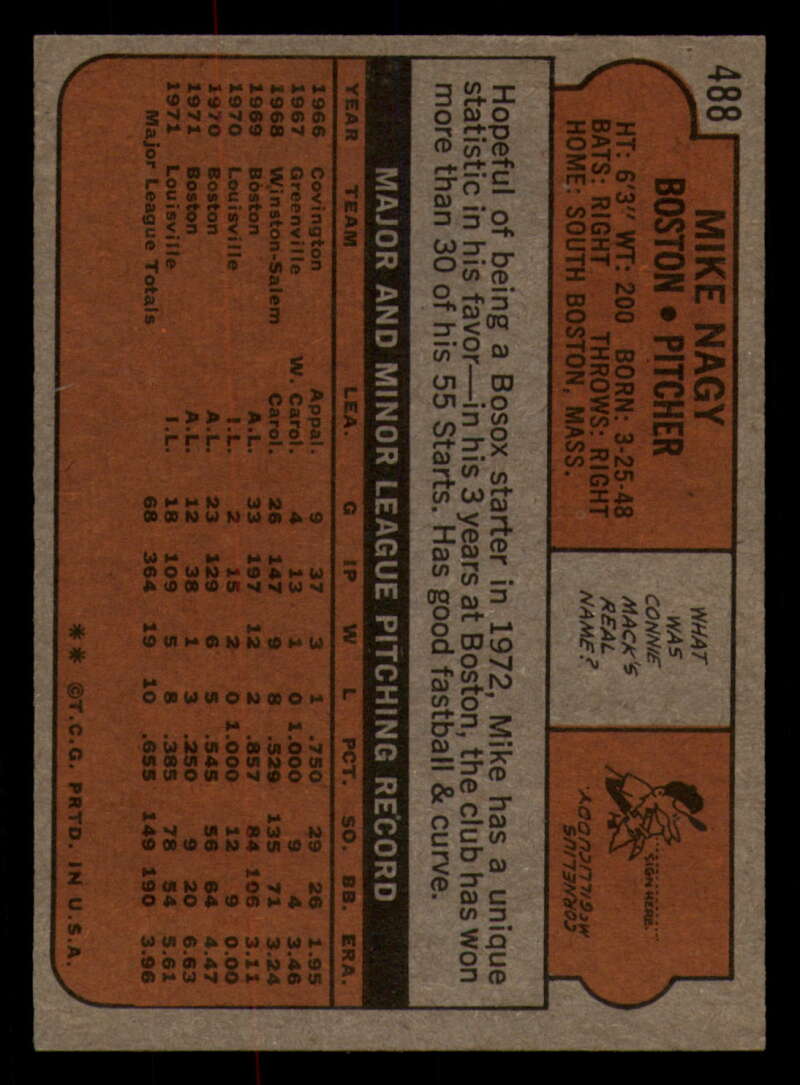 488
MIKE NAGY
BOSTON • PITCHER
HT: 6'3" WT: 200 BORN: 3-25-48
BATS: RIGHT THROWS: RIGHT
HOME: SOUTH BOSTON, MASS.
WHAT
WAS
CONNIE
MACK'S
REAL
NAME?
SIGN HERE.
CORNELIUS
McGILLICUDDY.
Hopeful of being a Bosox starter in 1972, Mike has a unique
statistic in his favor—in his 3 years at Boston, the club has won
more than 30 of his 55 Starts. Has good fastball & curve.
MAJOR AND MINOR LEAGUE PITCHING RECORD
YEAR TEAM LEA. G IP W L PCT. SO. BB. ERA.
1966 Covington Appal. 9 37 3 1 .750 29 26 1.95
1967 Greenville W. Carol. 4 13 1 0 1.000 9 4 3.46
1968 Winston-Salem Carol. 26 147 9 8 .529 135 71 3.24
1969 Boston A.L. 33 197 12 2 .857 84 106 3.11
1970 Louisville I.L. 2 15 2 0 1.000 12 9 0.00
1970 Boston A.L. 23 129 6 5 .545 56 64 4.47
1971 Boston A.L. 12 38 1 3 .250 9 20 6.63
1971 Louisville I.L. 18 109 5 8 .385 78 54 5.61
Major League Totals 68 364 19 10 .655 149 190 3.96
** ©T.C.G. PRTD. IN U.S.A.